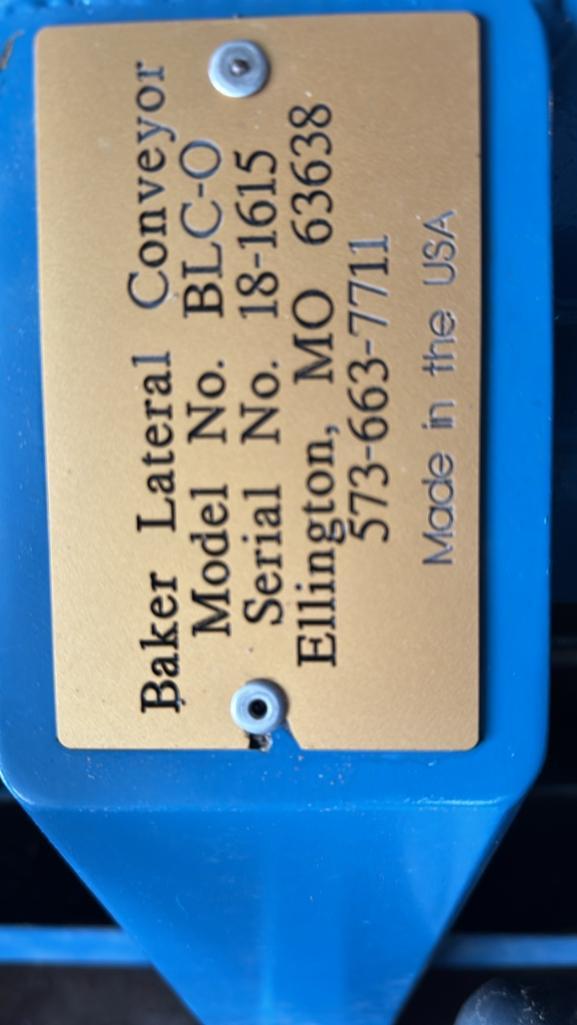 Baker Lateral Conveyor
Model No. BLC-O
Serial No. 18-1615
Ellington, MO 63638
573-663-7711
Made in the USA